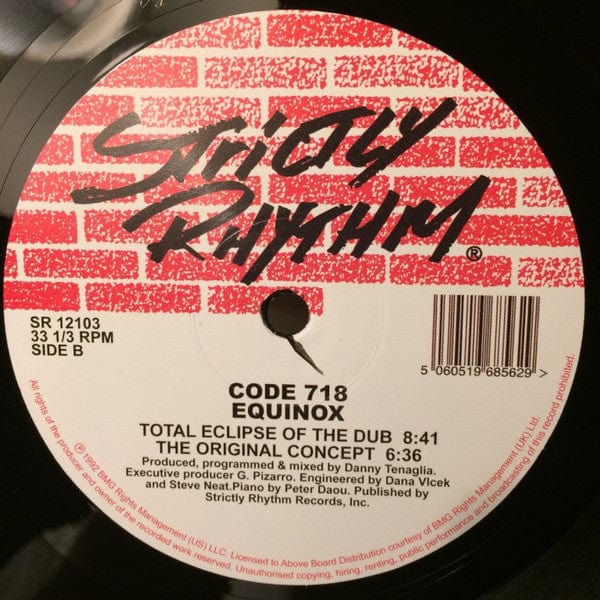 STRICTLY
RHYTHM
®
SR 12103
33 1/3 RPM
SIDE B
5 060519 685629 >
CODE 718
EQUINOX
TOTAL ECLIPSE OF THE DUB 8:41
THE ORIGINAL CONCEPT 6:36
Produced, programmed & mixed by Danny Tenaglia.
Executive producer G. Pizarro. Engineered by Dana Vlcek
and Steve Neat.Piano by Peter Daou. Published by
Strictly Rhythm Records, Inc.
All rights of the producer and owner of the recorded work reserved. Unauthorised copying, hiring, renting, public performance and broadcasting of this record prohibited.
℗ 1992 BMG Rights Management (US) LLC. Licensed to Above Board Distribution courtesy of BMG Rights Management (UK) Ltd.